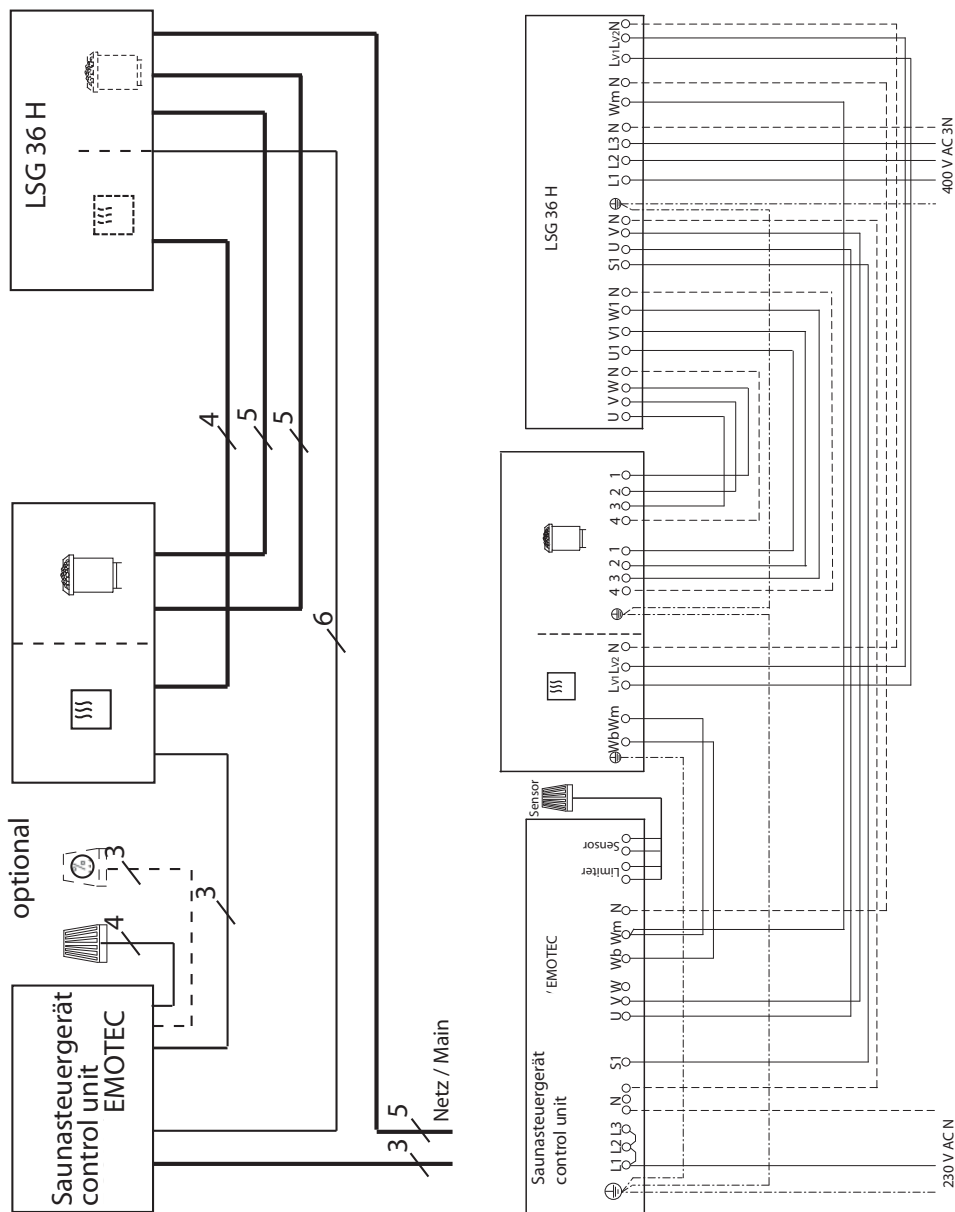 optional
LSG 36 H
Saunasteuergerät
control unit
EMOTEC
%
4
3
3
4
5
5
6
3
5
Netz / Main
Sensor
Saunasteuergerät
control unit
' EMOTEC
LSG 36 H
Limiter
Sensor
L1 L2 L3 N S1 U V W Wb Wm N
Wb Wm Lv1 Lv2 N 4 3 2 1 4 3 2 1
U V W N U1 V1 W1 N S1 U V N L1 L2 L3 N Wm N Lv1 Lv2 N
230 V AC N
400 V AC 3N